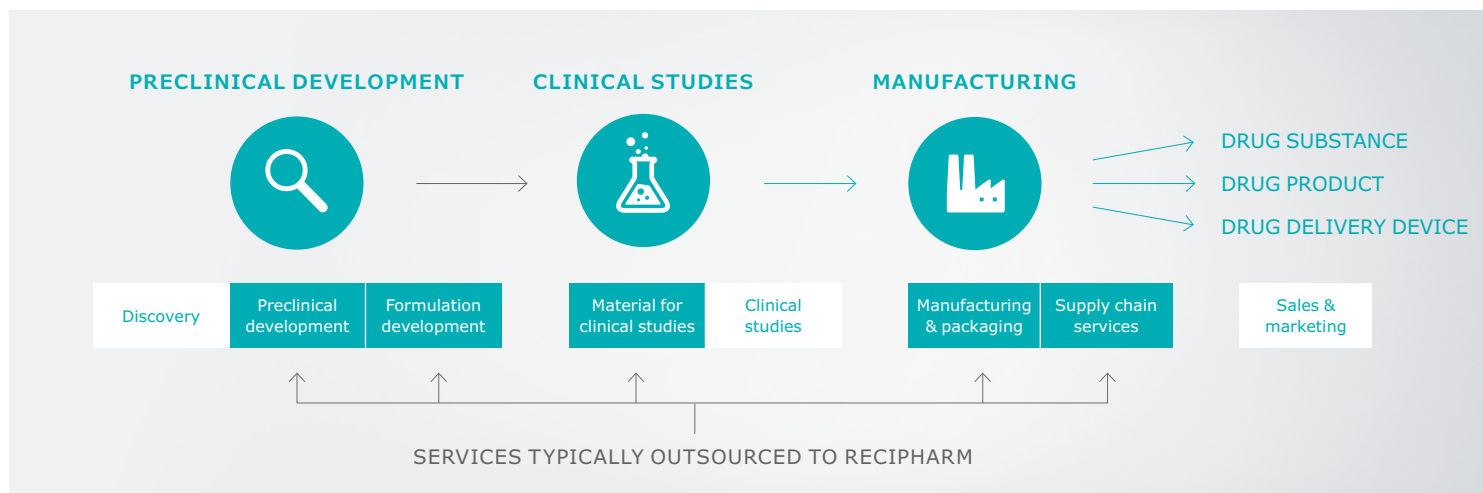 PRECLINICAL DEVELOPMENT
CLINICAL STUDIES
MANUFACTURING
DRUG SUBSTANCE
DRUG PRODUCT
DRUG DELIVERY DEVICE
Discovery
Preclinical
development
Formulation
development
Material for
clinical studies
Clinical
studies
Manufacturing
& packaging
Supply chain
services
Sales &
marketing
SERVICES TYPICALLY OUTSOURCED TO RECIPHARM